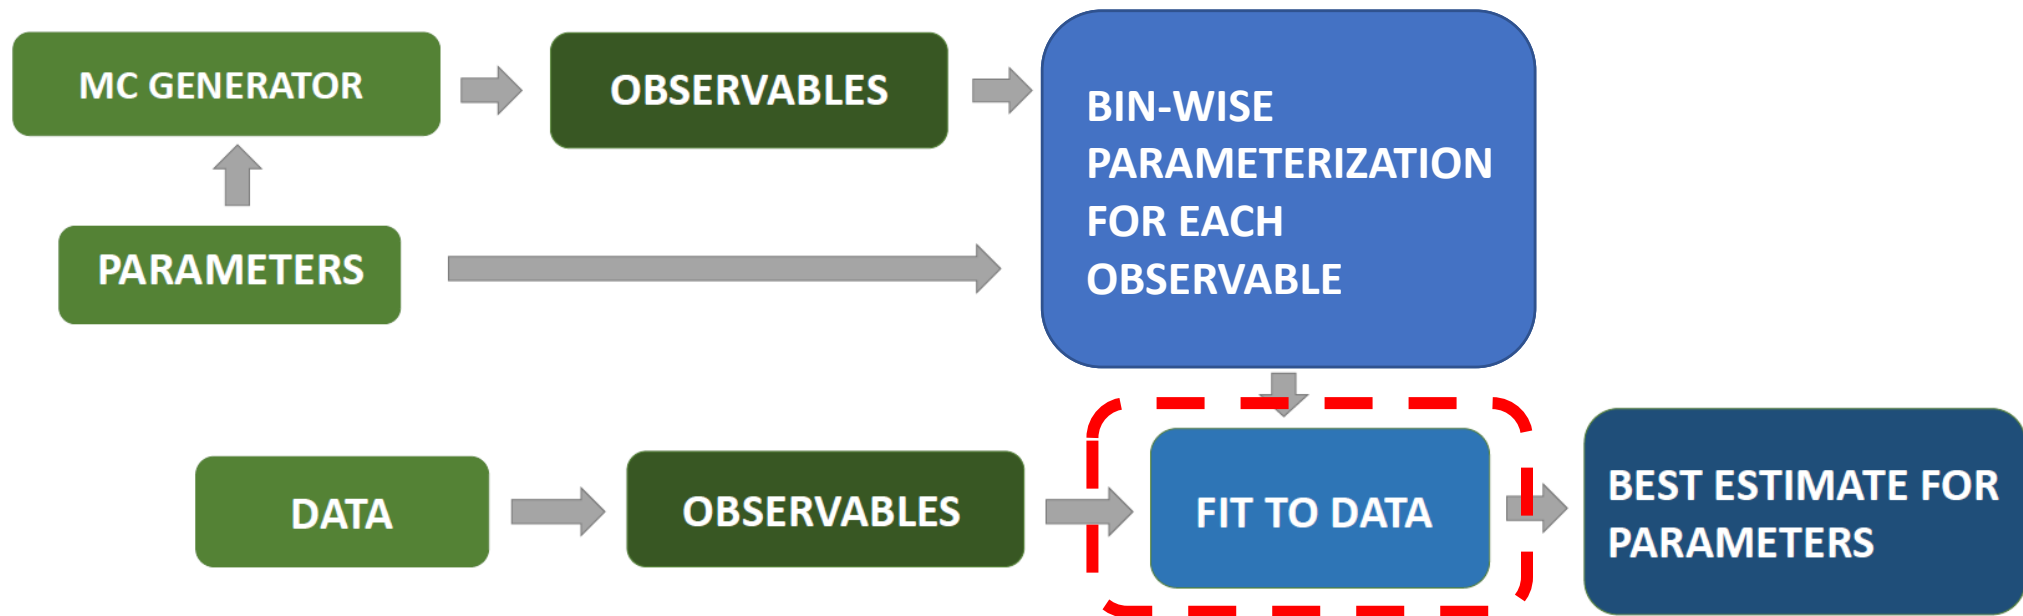 MC GENERATOR
OBSERVABLES
BIN-WISE
PARAMETERIZATION
FOR EACH
OBSERVABLE
PARAMETERS
DATA
OBSERVABLES
FIT TO DATA
BEST ESTIMATE FOR
PARAMETERS